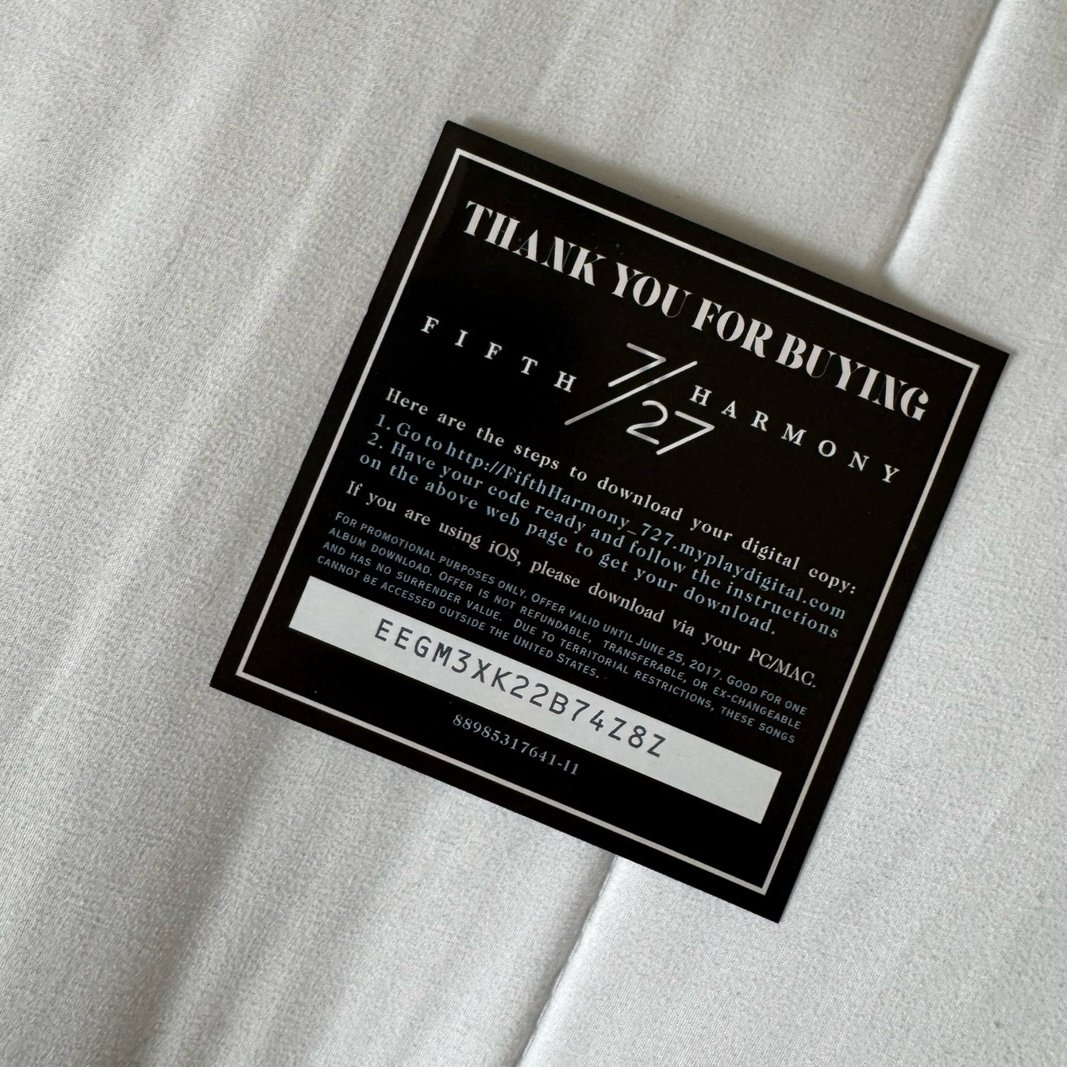 THANK YOU FOR BUYING
FIFTH 7/27 HARMONY
Here are the steps to download your digital copy:
1. Go to http://FifthHarmony_727.myplaydigital.com
2. Have your code ready and follow the instructions
on the above web page to get your download.
If you are using iOS, please download via your PC/MAC.
FOR PROMOTIONAL PURPOSES ONLY. OFFER VALID UNTIL JUNE 25, 2017. GOOD FOR ONE
ALBUM DOWNLOAD. OFFER IS NOT REFUNDABLE, TRANSFERABLE, OR EX-CHANGEABLE
AND HAS NO SURRENDER VALUE. DUE TO TERRITORIAL RESTRICTIONS, THESE SONGS
CANNOT BE ACCESSED OUTSIDE THE UNITED STATES.
EEGM3XK22B74Z8Z
88985317641-I1